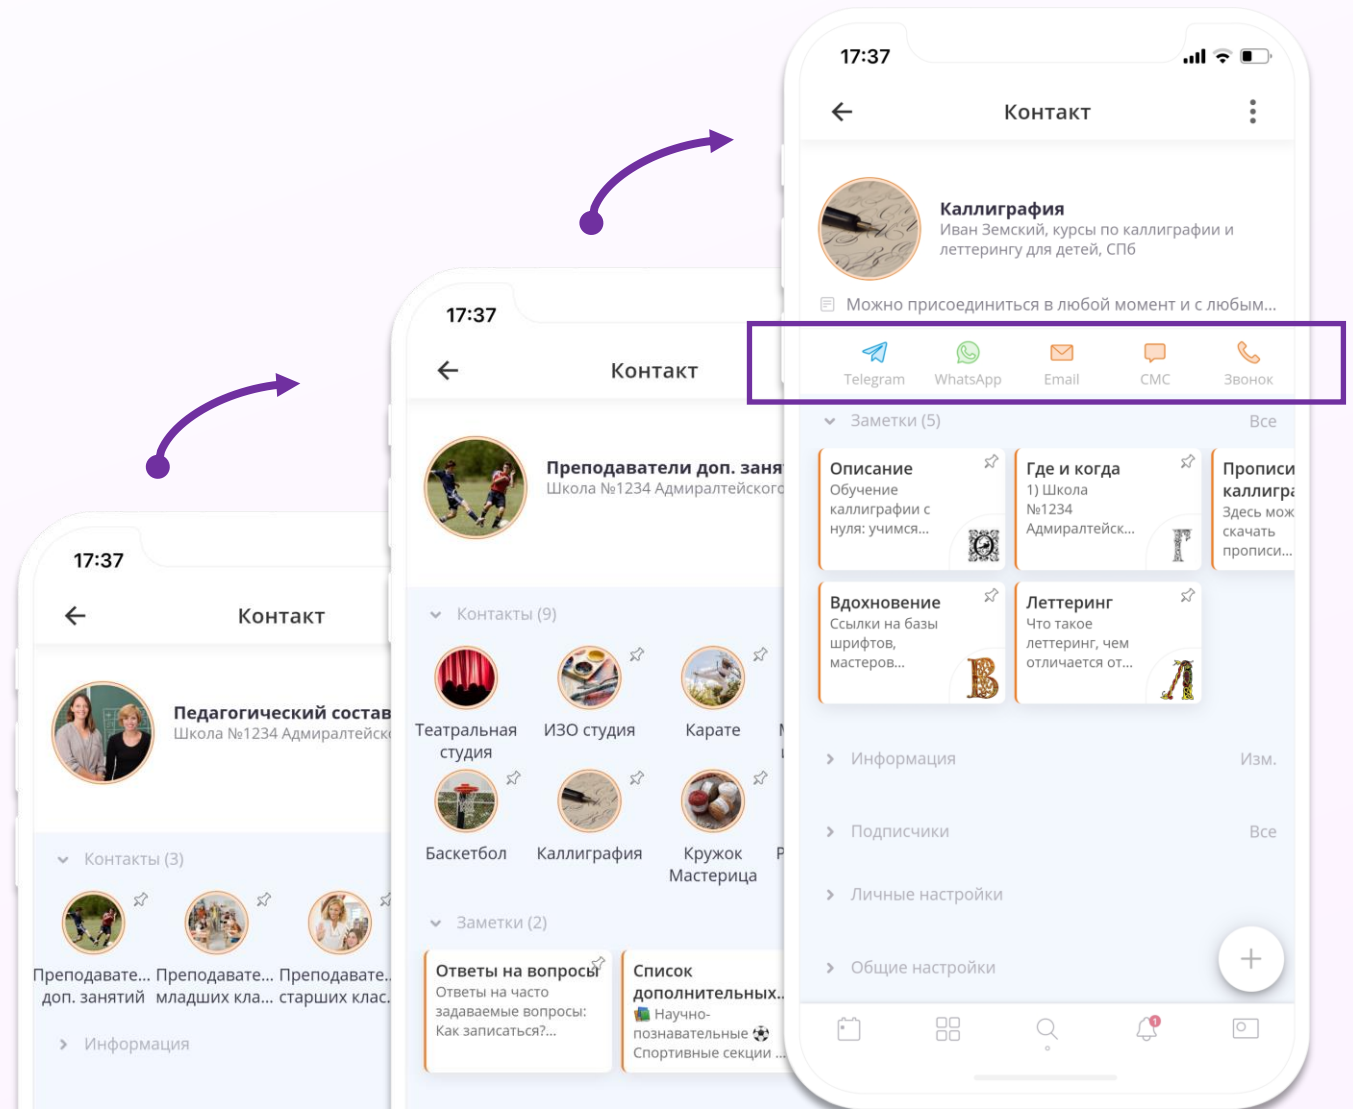 17:37
Контакт
Педагогический состав
Школа №1234 Адмиралтейск
Контакты (3)
Преподавате...
доп. занятий
Преподавате...
младших кла...
Преподавате..
старших клас.
Информация
17:37
Контакт
Преподаватели доп. заня
Школа №1234 Адмиралтейского
Контакты (9)
Театральная
студия
ИЗО студия
Карате
Баскетбол
Каллиграфия
Кружок
Мастерица
Заметки (2)
Ответы на вопросы
Ответы на часто
задаваемые вопросы:
Как записаться?...
Список
дополнительных..
Научно-
познавательные
Спортивные секции ...
17:37
Контакт
Каллиграфия
Иван Земский, курсы по каллиграфии и
леттерингу для детей, СПб
Можно присоединиться в любой момент и с любым...
Telegram WhatsApp Email СМС Звонок
Заметки (5) Все
Описание
Обучение
каллиграфии с
нуля: учимся...
Где и когда
1) Школа
№1234
Адмиралтейск...
Г
Прописи
каллигра
Здесь мож
скачать
прописи...
Вдохновение
Ссылки на базы
шрифтов,
мастеров...
В
Леттеринг
Что такое
леттеринг, чем
отличается от...
Л
Информация Изм.
Подписчики Все
Личные настройки
Общие настройки
1